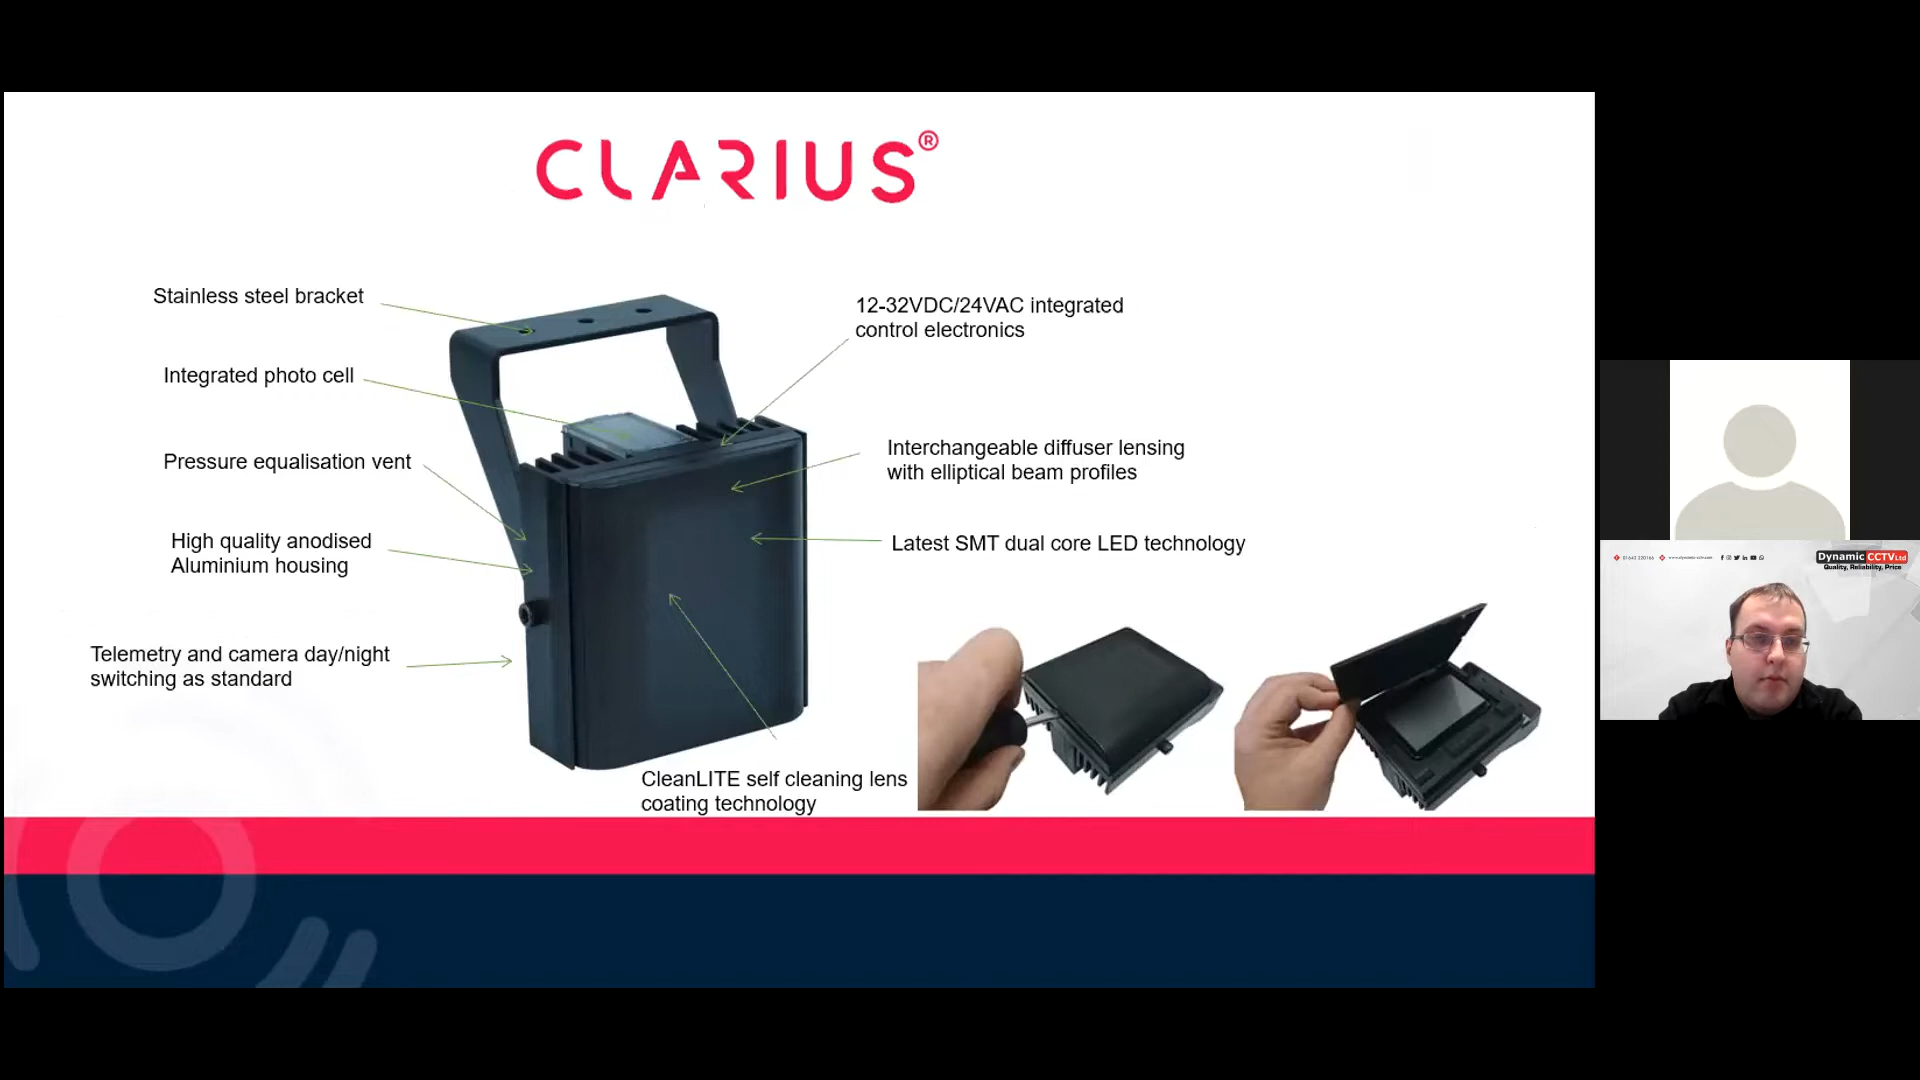 CLARIUS®
Stainless steel bracket
12-32VDC/24VAC integrated
control electronics
Integrated photo cell
Interchangeable diffuser lensing
with elliptical beam profiles
Pressure equalisation vent
High quality anodised
Aluminium housing
Latest SMT dual core LED technology
Telemetry and camera day/night
switching as standard
CleanLITE self cleaning lens
coating technology
Dynamic CCTV Ltd
Quality, Reliability, Price